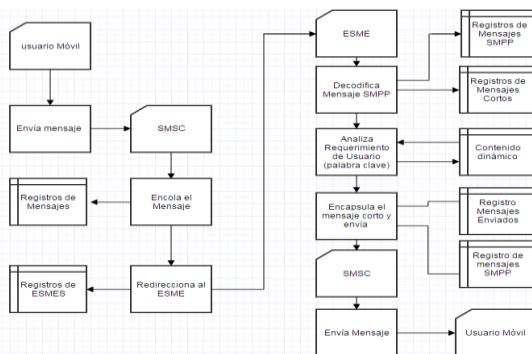 usuario Móvil
Envía mensaje
SMSC
Registros de
Mensajes
Encola el
Mensaje
Registros de
ESMES
Redirecciona al
ESME
ESME
Registros de
Mensajes
SMPP
Decodifica
Mensaje SMPP
Registros de
Mensajes
Cortos
Analiza
Requerimiento
de Usuario
(palabra clave)
Contenido
dinámico
Encapsula el
mensaje corto y
envía
Registro
Mensajes
Enviados
Registro de
mensajes
SMPP
SMSC
Envía Mensaje
Usuario Móvil